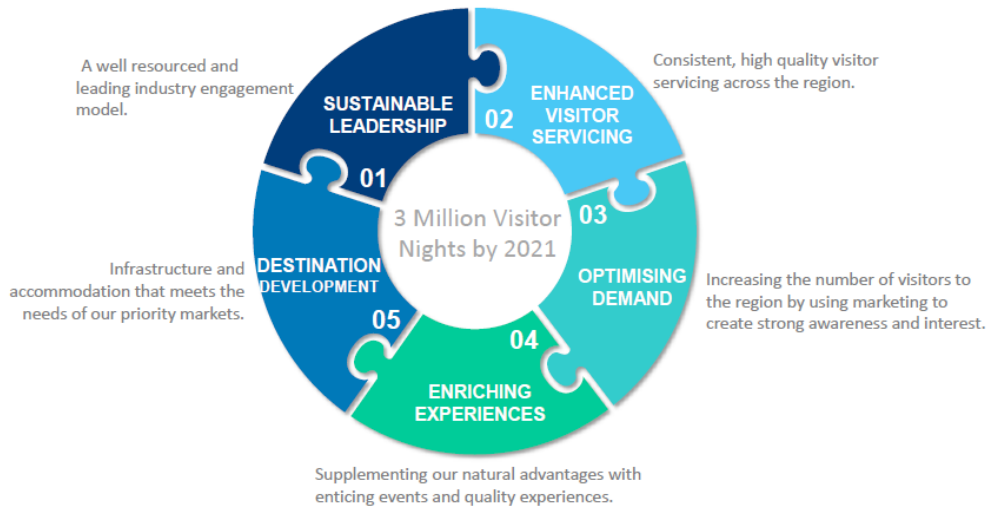 A well resourced and
leading industry engagement
model.
SUSTAINABLE
LEADERSHIP
01
Consistent, high quality visitor
servicing across the region.
ENHANCED
VISITOR
SERVICING
02
03
OPTIMISING
DEMAND
Increasing the number of visitors to
the region by using marketing to
create strong awareness and interest.
04
ENRICHING
EXPERIENCES
Supplementing our natural advantages with
enticing events and quality experiences.
Infrastructure and
accommodation that meets the
needs of our priority markets.
DESTINATION
DEVELOPMENT
05
3 Million Visitor
Nights by 2021